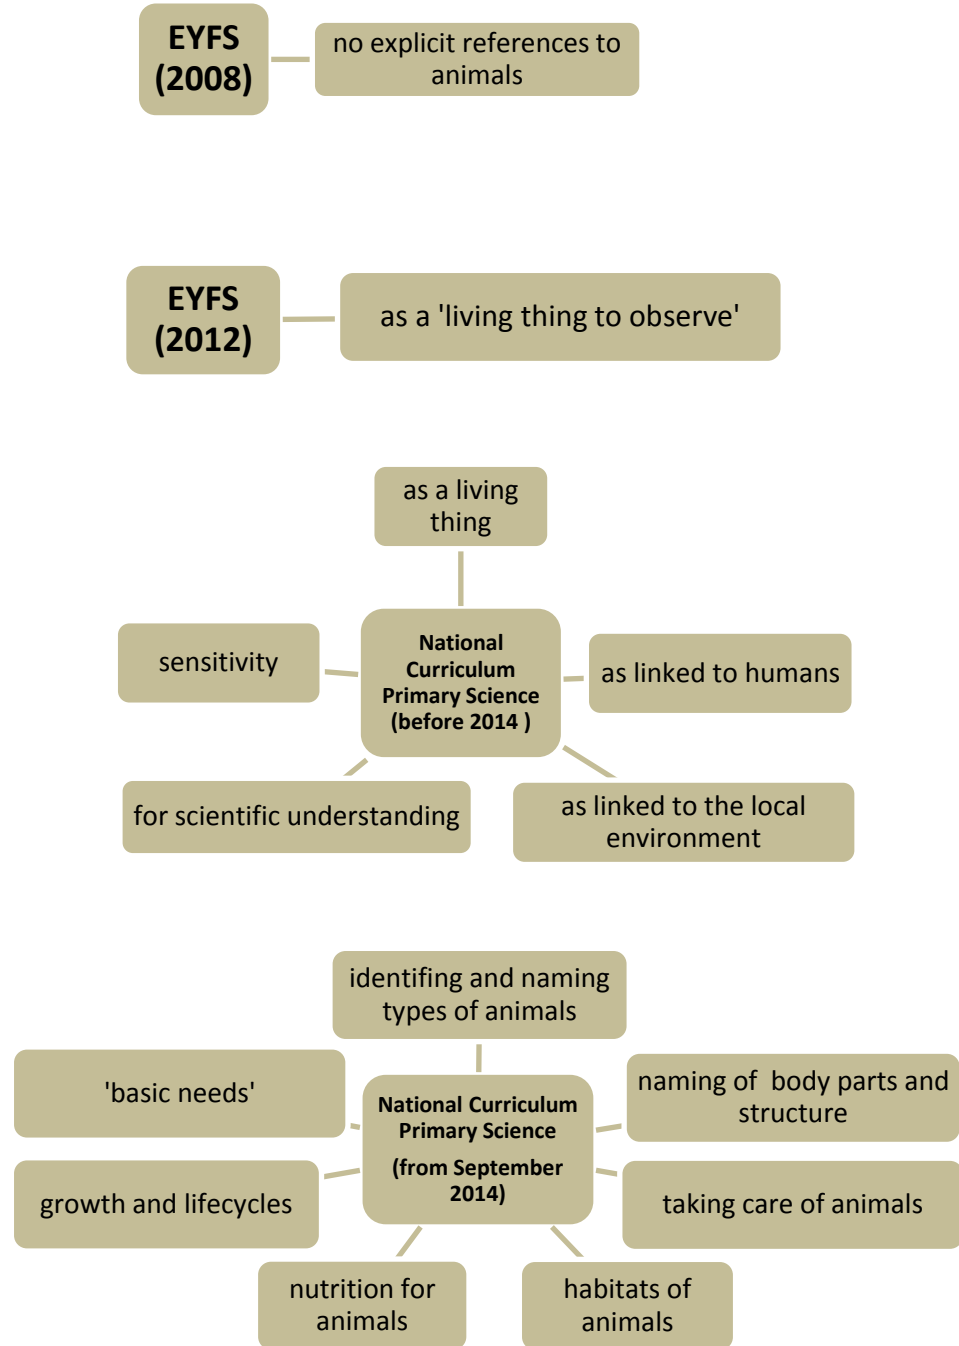 EYFS
(2008)
no explicit references to
animals
EYFS
(2012)
as a 'living thing to observe'
as a living
thing
sensitivity
National
Curriculum
Primary Science
(before 2014 )
as linked to humans
for scientific understanding
as linked to the local
environment
identifing and naming
types of animals
'basic needs'
National Curriculum
Primary Science
(from September
2014)
naming of  body parts and
structure
growth and lifecycles
taking care of animals
nutrition for
animals
habitats of
animals